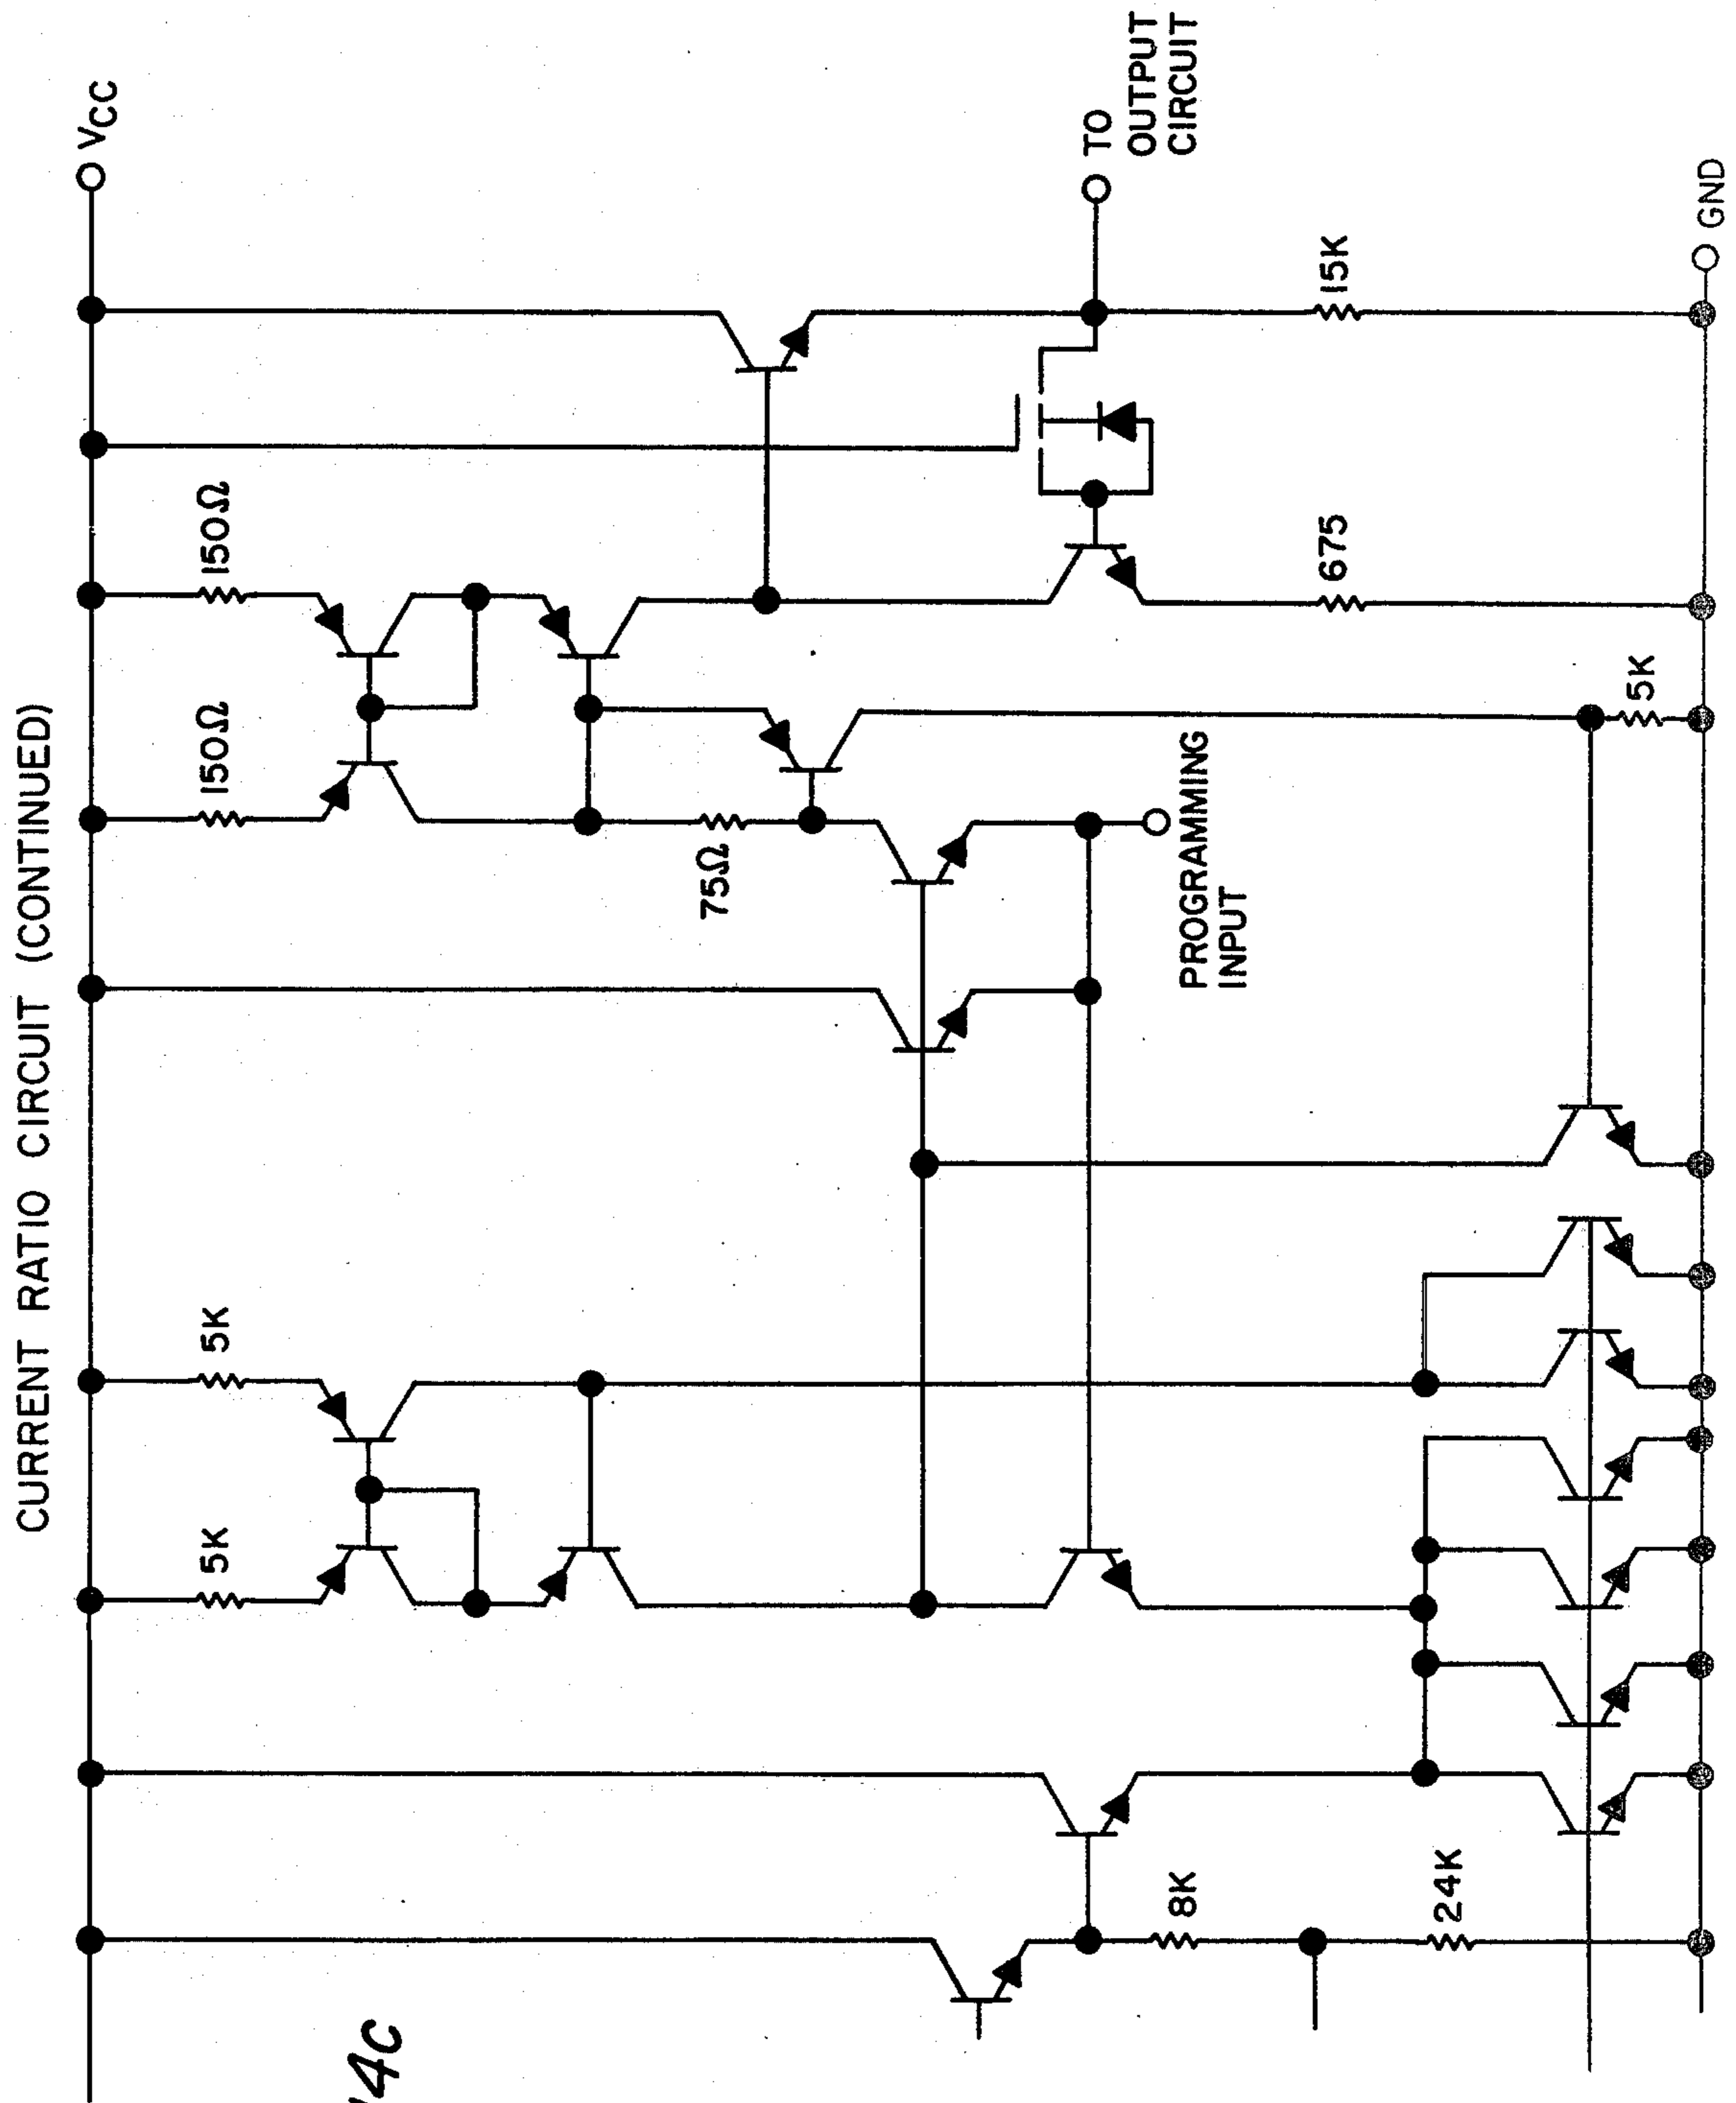 CURRENT RATIO CIRCUIT (CONTINUED)
VCC
5K
5K
150Ω
150Ω
75Ω
PROGRAMMING
INPUT
TO
OUTPUT
CIRCUIT
8K
24K
675
15K
5K
GND
4C